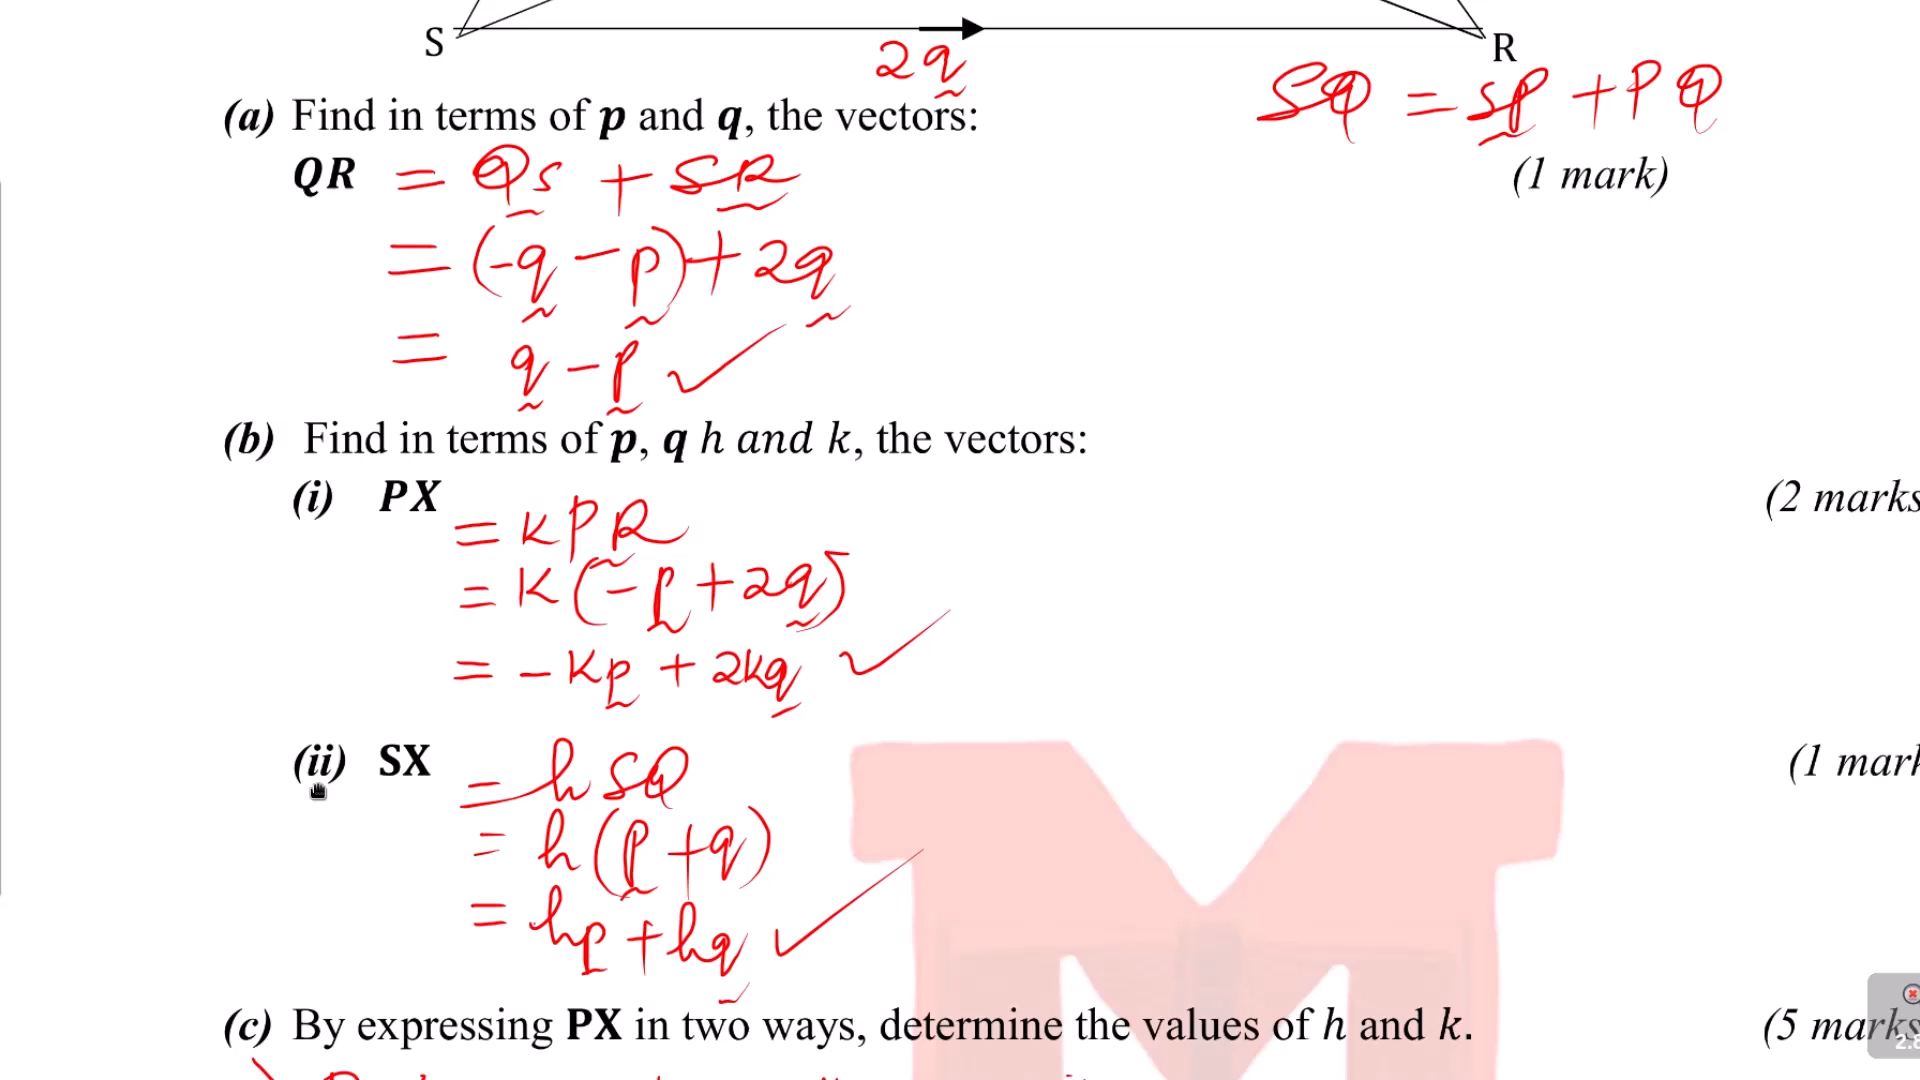 S
R
2q
SQ = SP + PQ
(a) Find in terms of p and q, the vectors:
QR = QS + SR
(1 mark)
= (-q - p) + 2q
= q - p ✓
(b) Find in terms of p, q h and k, the vectors:
(i) PX
(2 marks
= KPR
= K(-p + 2q)
= -Kp + 2Kq ✓
(ii) SX = h SQ
(1 mark
= h(p + q)
= hp + hq ✓
(c) By expressing PX in two ways, determine the values of h and k.
(5 marks